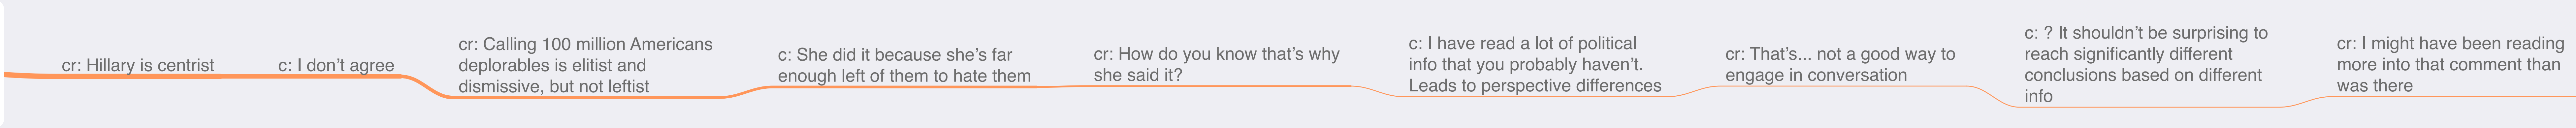 cr: Hillary is centrist
c: I don't agree
cr: Calling 100 million Americans
deplorables is elitist and
dismissive, but not leftist
c: She did it because she's far
enough left of them to hate them
cr: How do you know that's why
she said it?
c: I have read a lot of political
info that you probably haven't.
Leads to perspective differences
cr: That's... not a good way to
engage in conversation
c: ? It shouldn't be surprising to
reach significantly different
conclusions based on different
info
cr: I might have been reading
more into that comment than
was there